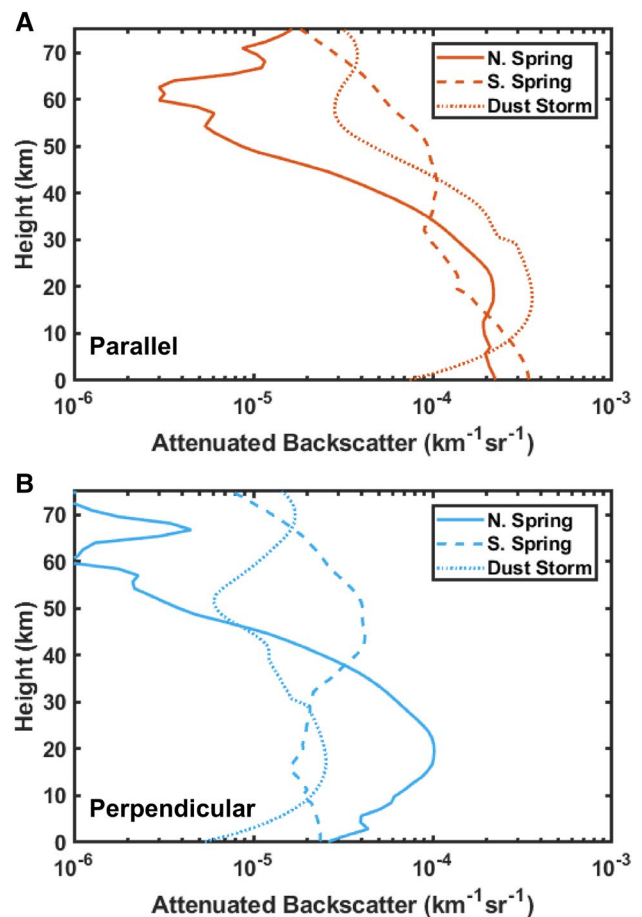 A
70
60
50
40
30
20
10
0
Height (km)
N. Spring
S. Spring
Dust Storm
Parallel
10-6 10-5 10-4 10-3
Attenuated Backscatter (km-1sr-1)
B
70
60
50
40
30
20
10
0
Height (km)
N. Spring
S. Spring
Dust Storm
Perpendicular
10-6 10-5 10-4 10-3
Attenuated Backscatter (km-1sr-1)